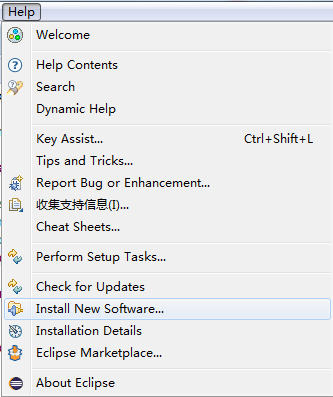 Help
Welcome
Help Contents
Search
Dynamic Help
Key Assist... Ctrl+Shift+L
Tips and Tricks...
Report Bug or Enhancement...
收集支持信息(I)...
Cheat Sheets...
Perform Setup Tasks...
Check for Updates
Install New Software...
Installation Details
Eclipse Marketplace...
About Eclipse